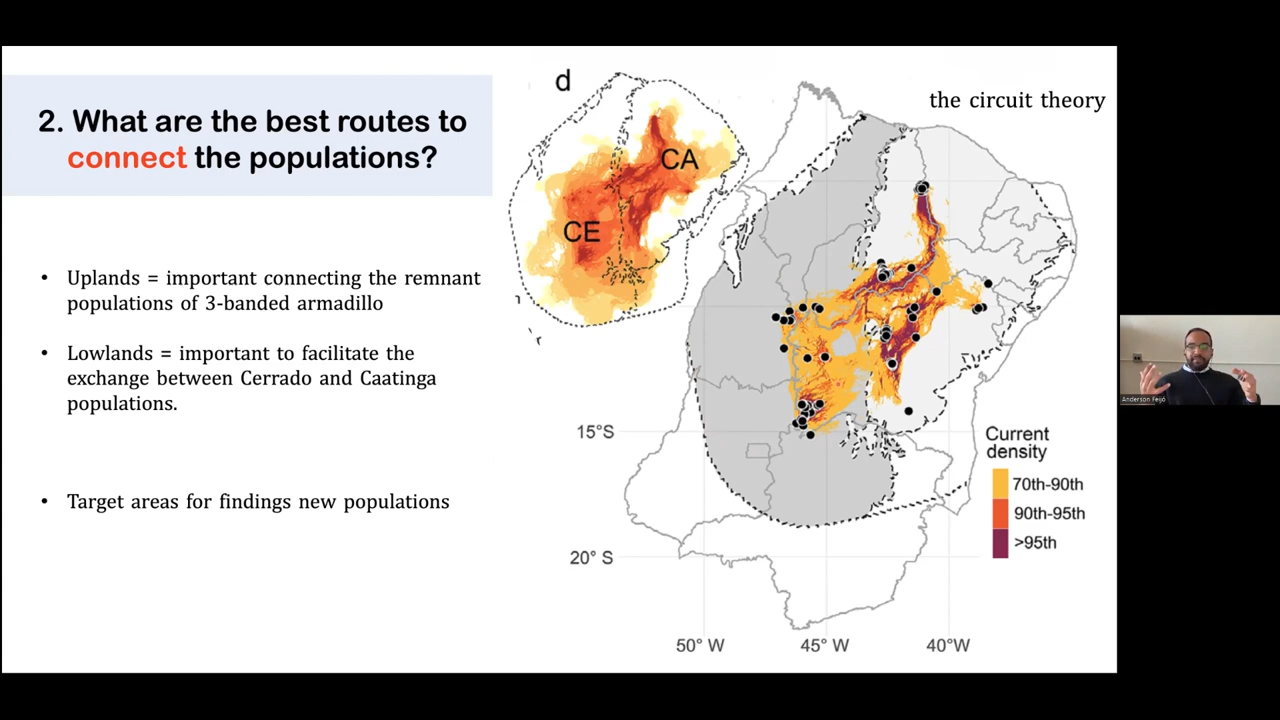 2. What are the best routes to
connect the populations?
• Uplands = important connecting the remnant
populations of 3-banded armadillo
• Lowlands = important to facilitate the
exchange between Cerrado and Caatinga
populations.
• Target areas for findings new populations
d
the circuit theory
CA
CE
15°S
20° S
50° W
45° W
40°W
Current
density
70th-90th
90th-95th
>95th
Anderson Feijó